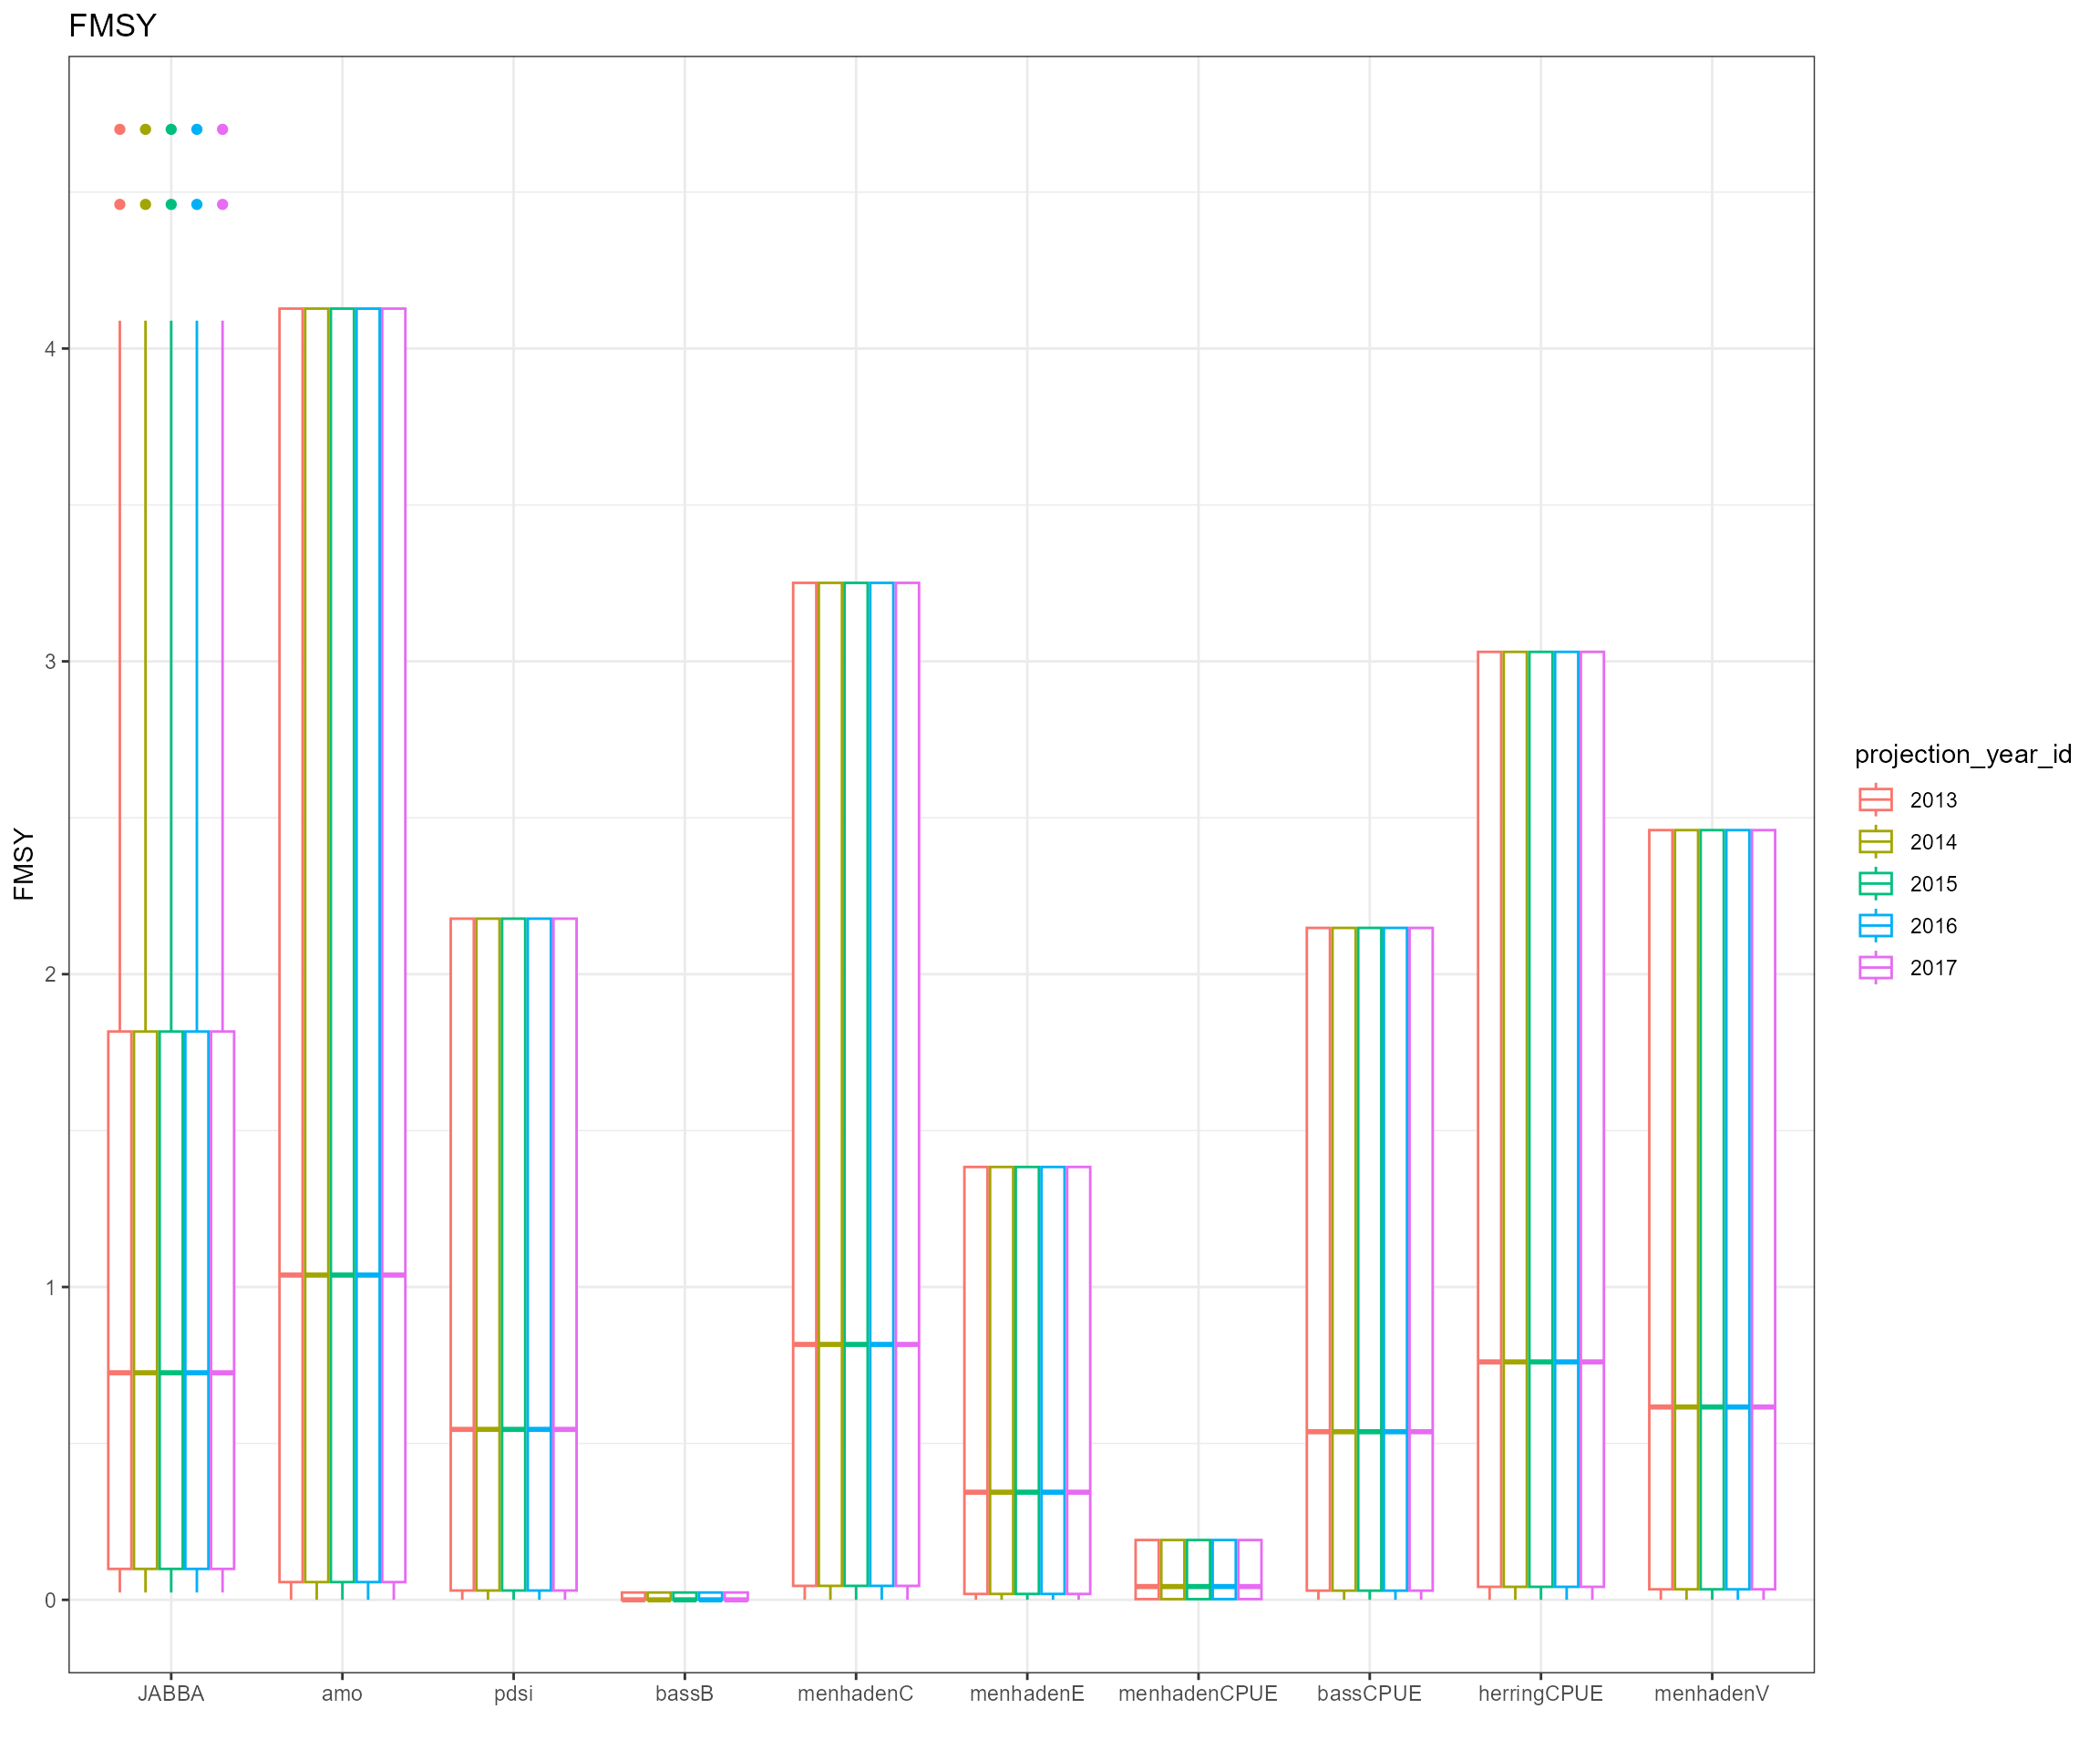 FMSY
FMSY
4
3
2
1
0
JABBA amo pdsi bassB menhadenC menhadenE menhadenCPUE bassCPUE herringCPUE menhadenV
projection_year_id
2013
2014
2015
2016
2017